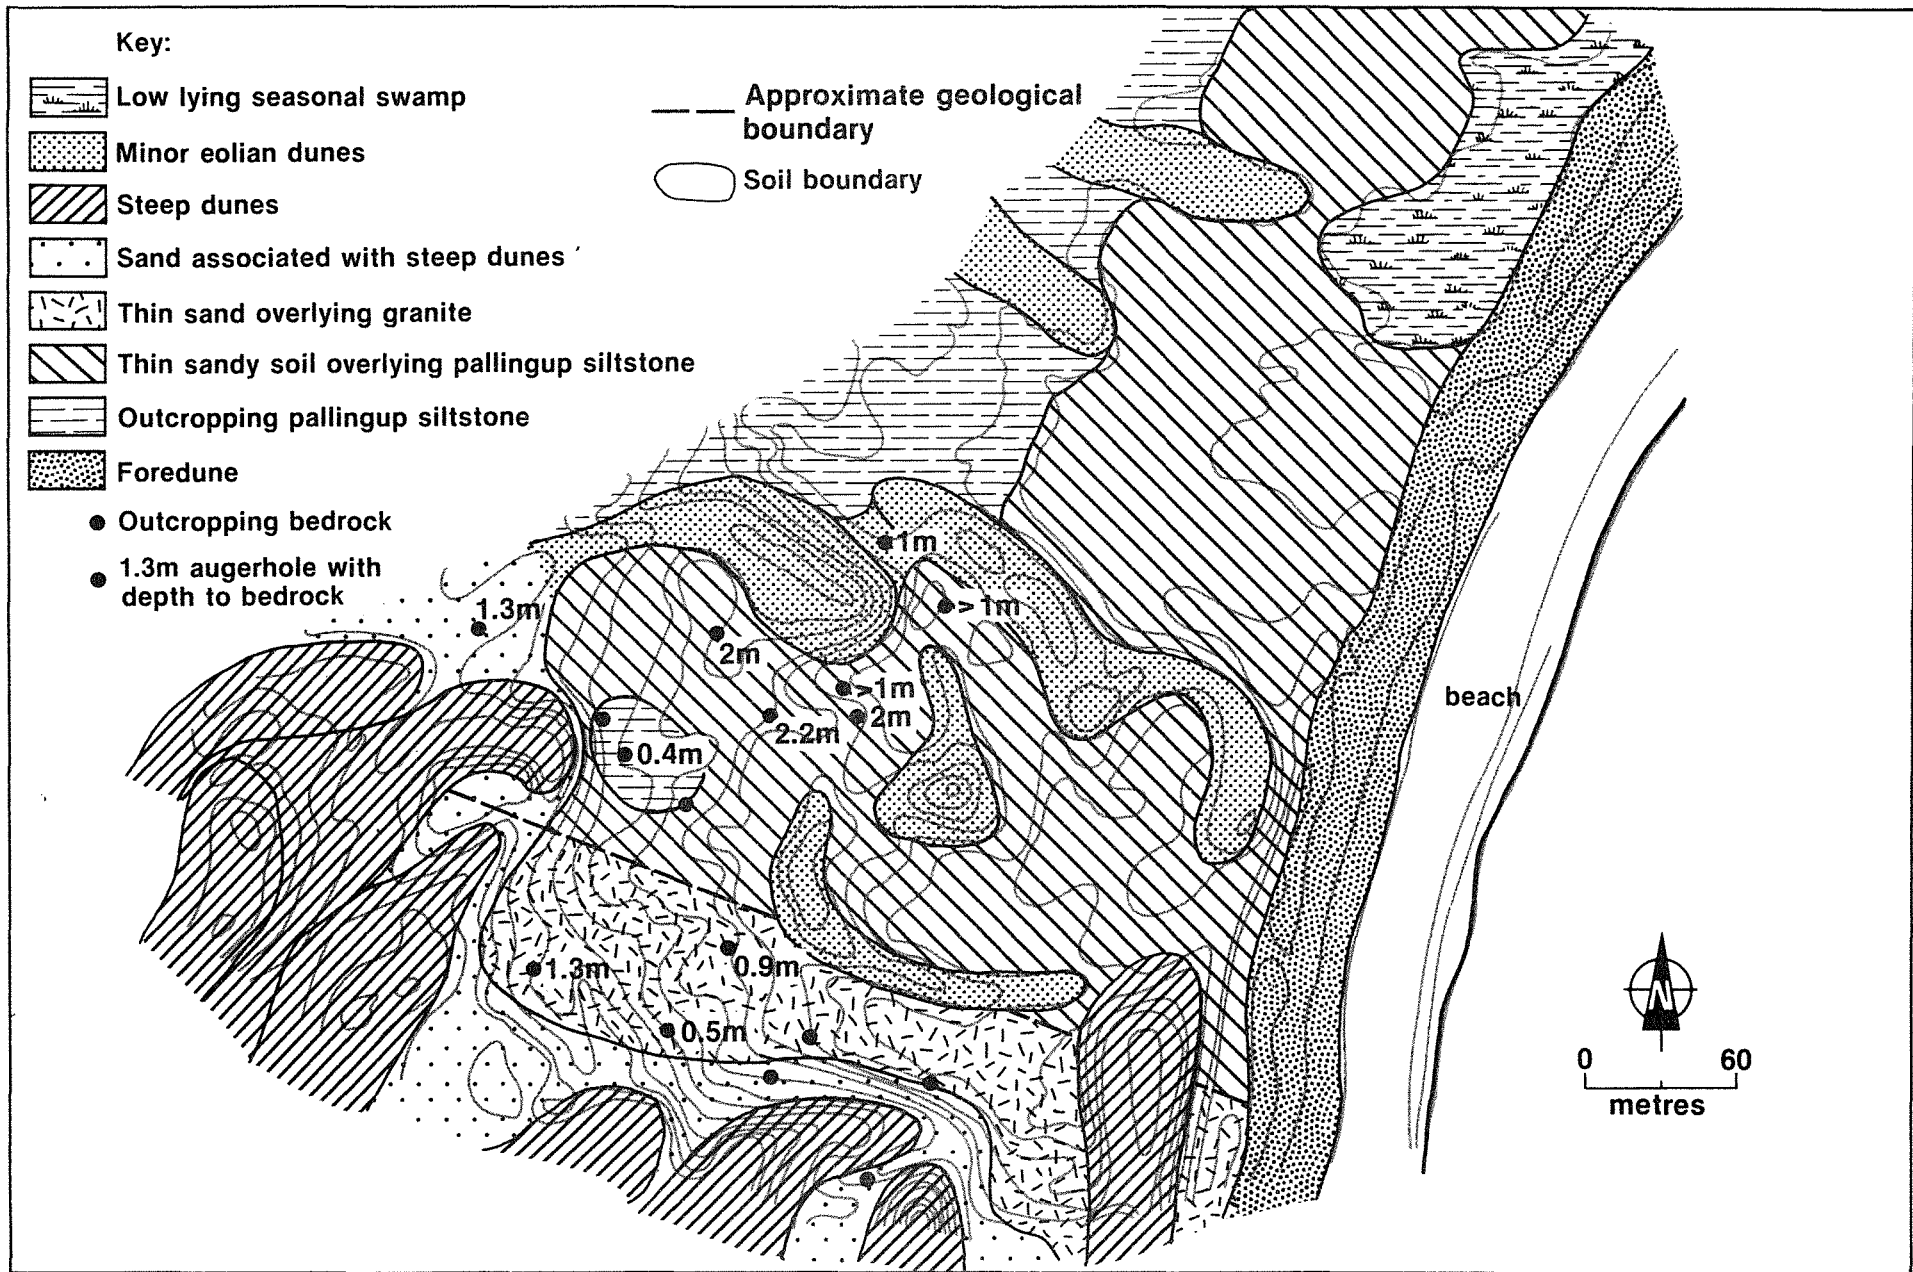 Key:
Low lying seasonal swamp
Minor eolian dunes
Steep dunes
Sand associated with steep dunes
Thin sand overlying granite
Thin sandy soil overlying pallingup siltstone
Outcropping pallingup siltstone
Foredune
Outcropping bedrock
1.3m augerhole with
depth to bedrock
Approximate geological
boundary
Soil boundary
1m
>1m
1.3m
2m
>1m
2m
2.2m
0.4m
beach
0.9m
1.3m
0.5m
N
0 60
metres